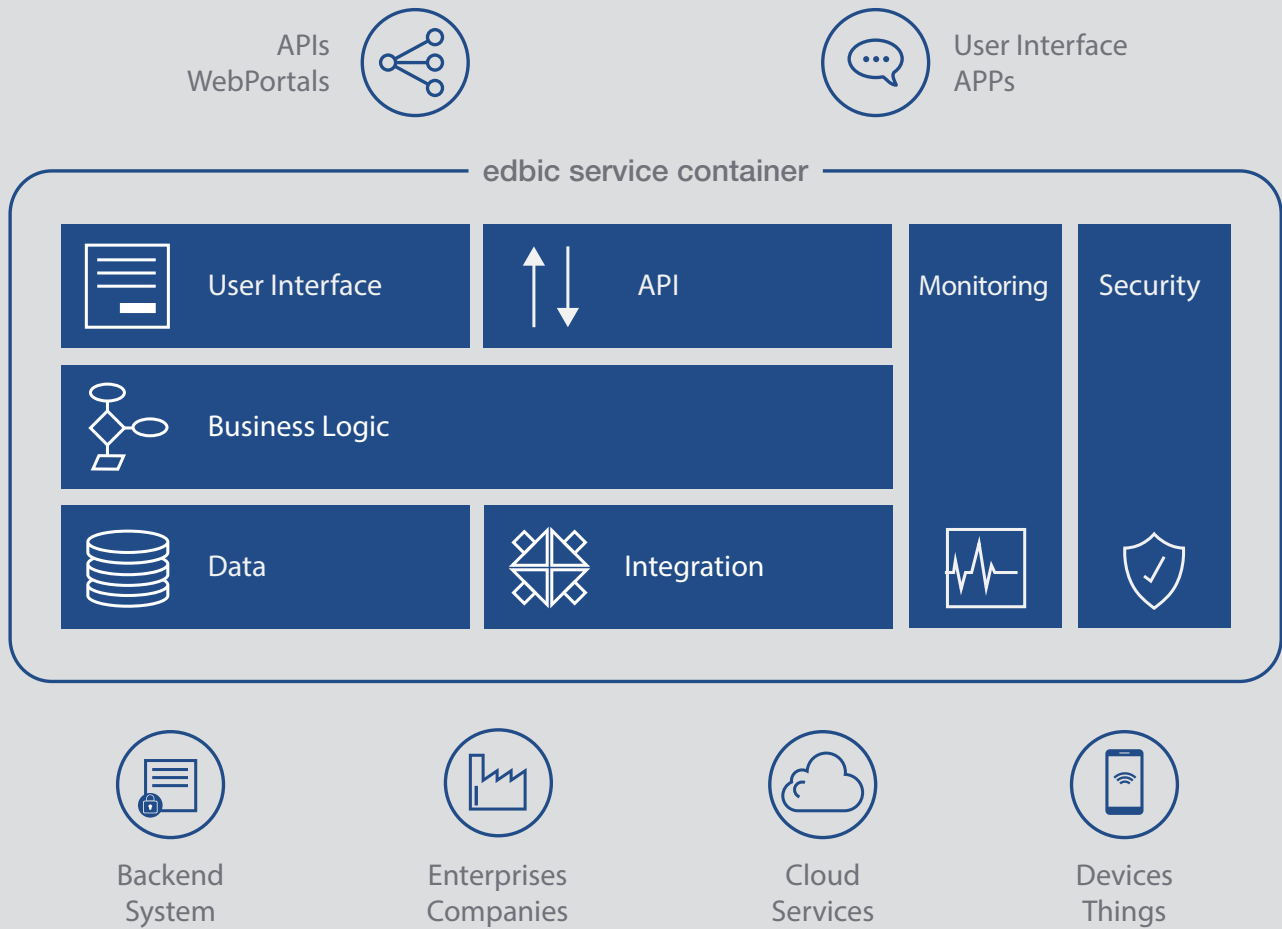 APIs
WebPortals
User Interface
APPs
edbic service container
User Interface
API
Monitoring
Security
Business Logic
Data
Integration
Backend
System
Enterprises
Companies
Cloud
Services
Devices
Things